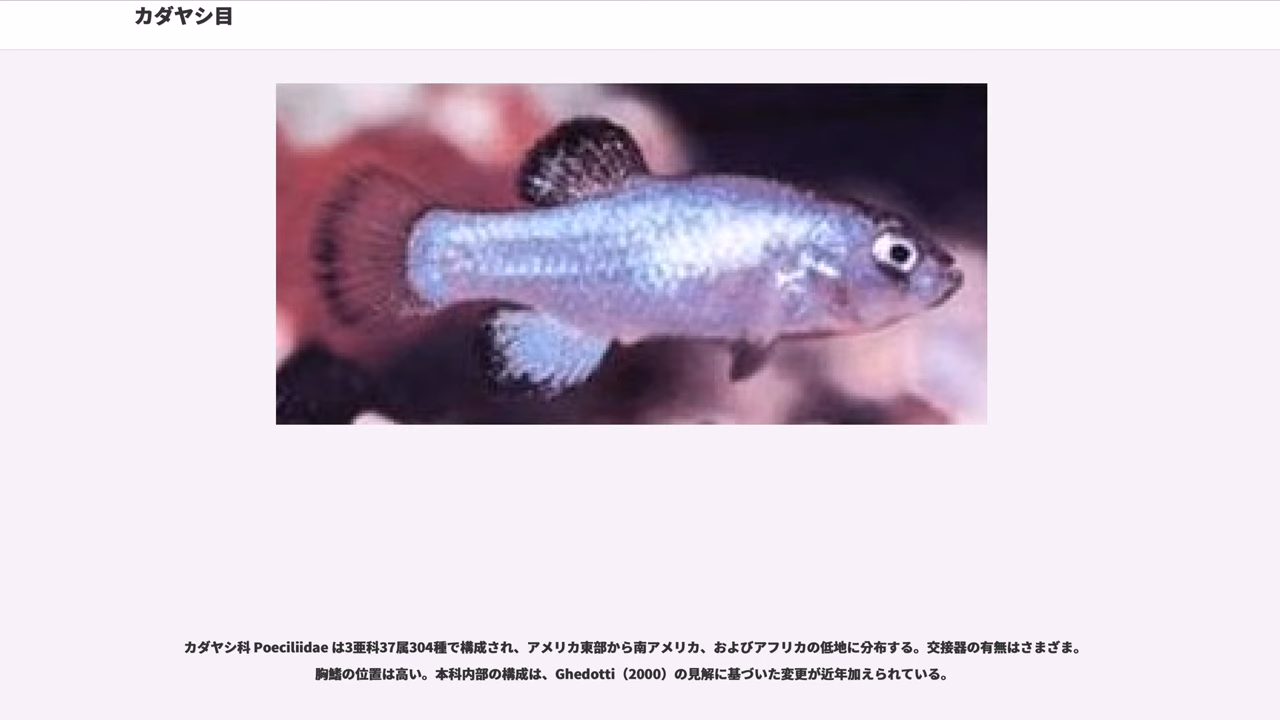 カダヤシ目
カダヤシ科 Poeciliidae は3亜科37属304種で構成され、アメリカ東部から南アメリカ、およびアフリカの低地に分布する。交接器の有無はさまざま。
胸鰭の位置は高い。本科内部の構成は、Ghedotti（2000）の見解に基づいた変更が近年加えられている。